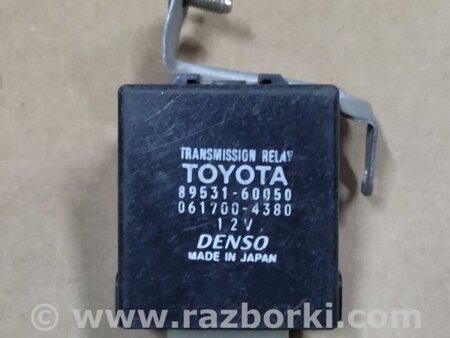 TRANSMISSION RELAY
TOYOTA
89531-60050
061700-4380
12V
DENSO
MADE IN JAPAN
www.razborki.com